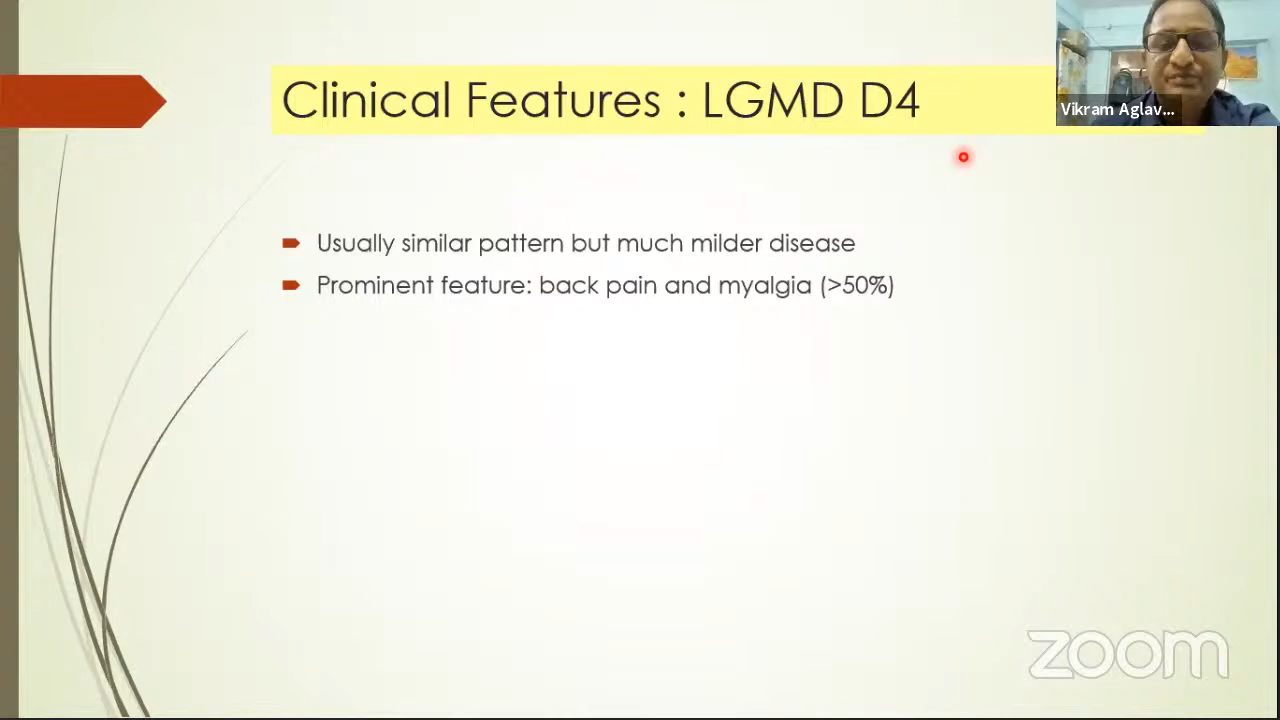 Clinical Features : LGMD D4
Vikram Aglav...
Usually similar pattern but much milder disease
Prominent feature: back pain and myalgia (>50%)
zoom